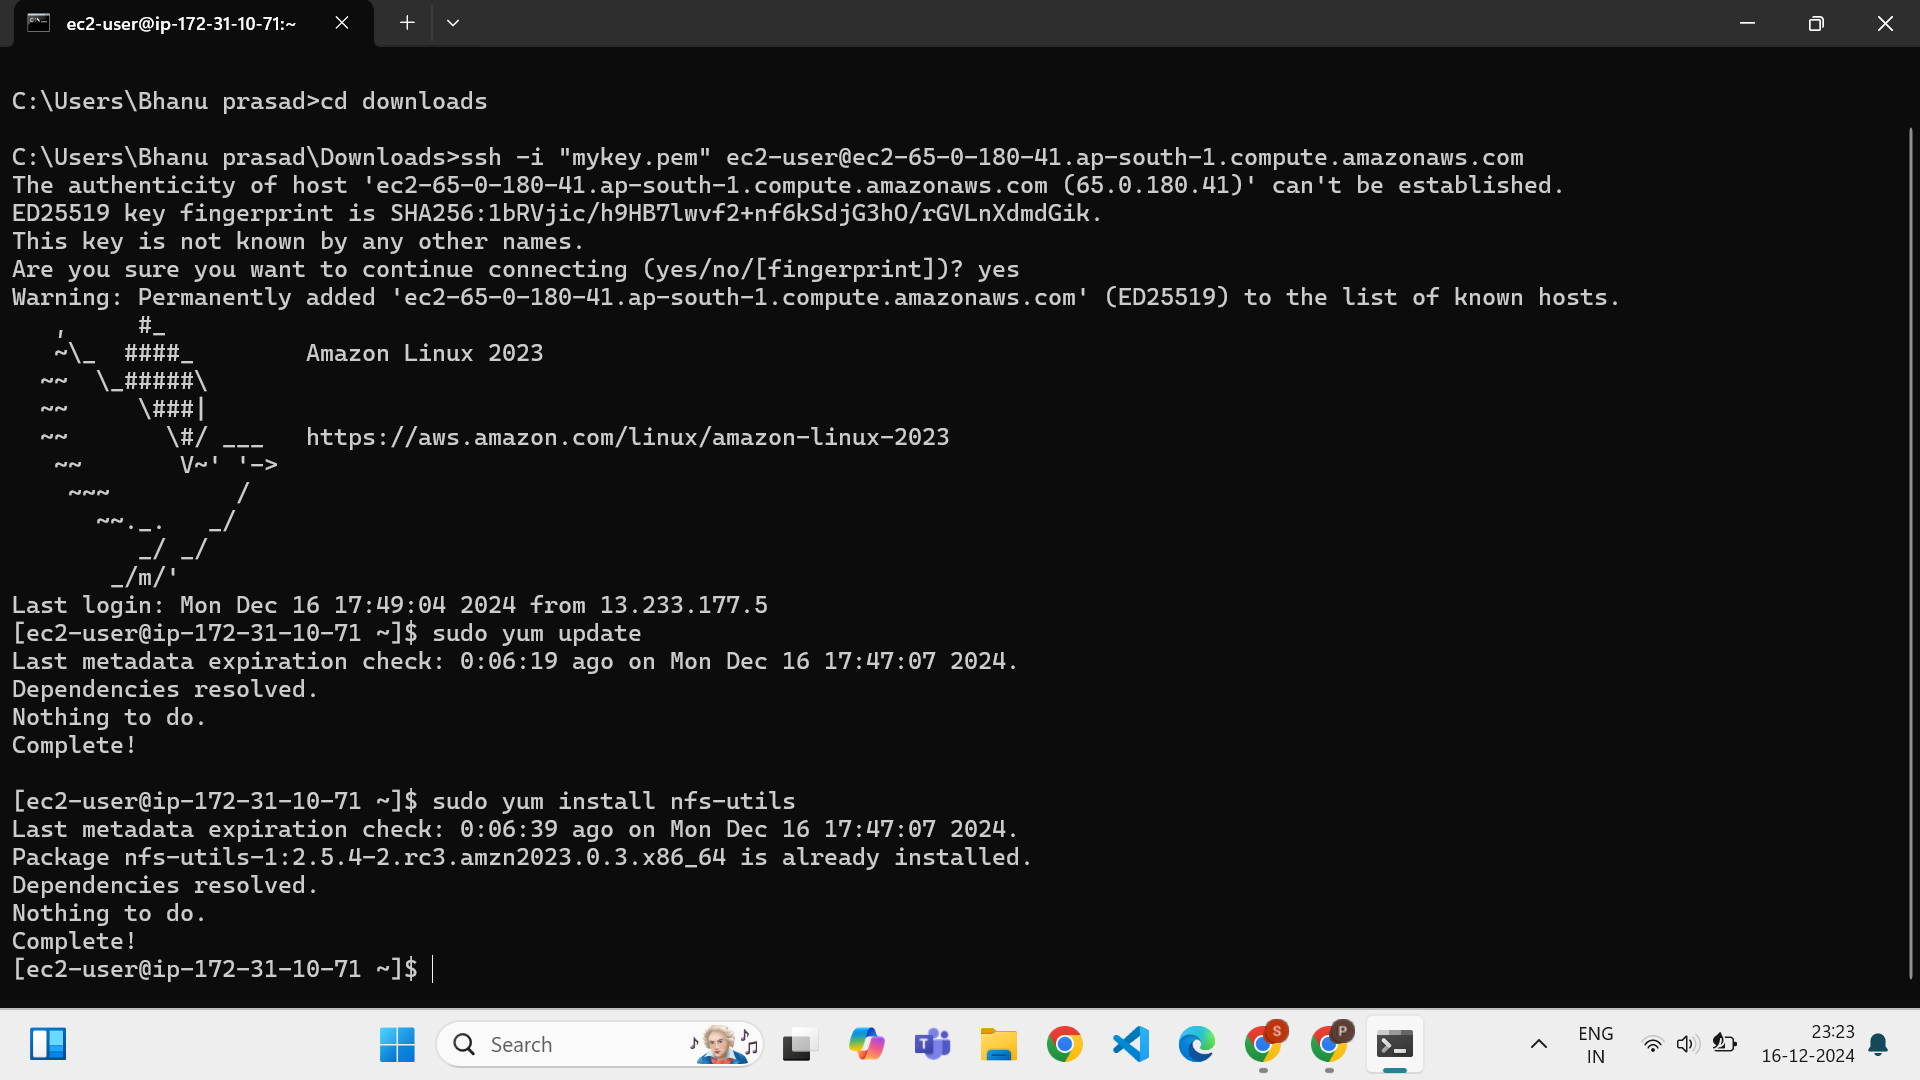 ec2-user@ip-172-31-10-71:~
C:\Users\Bhanu prasad>cd downloads
C:\Users\Bhanu prasad\Downloads>ssh -i "mykey.pem" ec2-user@ec2-65-0-180-41.ap-south-1.compute.amazonaws.com
The authenticity of host 'ec2-65-0-180-41.ap-south-1.compute.amazonaws.com (65.0.180.41)' can't be established.
ED25519 key fingerprint is SHA256:1bRVjic/h9HB7lwvf2+nf6kSdjG3hO/rGVLnXdmdGik.
This key is not known by any other names.
Are you sure you want to continue connecting (yes/no/[fingerprint])? yes
Warning: Permanently added 'ec2-65-0-180-41.ap-south-1.compute.amazonaws.com' (ED25519) to the list of known hosts.
   ,     #_
   ~\_  ####_        Amazon Linux 2023
  ~~  \_#####\
  ~~     \###|
  ~~       \#/ ___   https://aws.amazon.com/linux/amazon-linux-2023
   ~~       V~' '->
    ~~~         /
      ~~._.   _/
         _/ _/
       _/m/'
Last login: Mon Dec 16 17:49:04 2024 from 13.233.177.5
[ec2-user@ip-172-31-10-71 ~]$ sudo yum update
Last metadata expiration check: 0:06:19 ago on Mon Dec 16 17:47:07 2024.
Dependencies resolved.
Nothing to do.
Complete!
[ec2-user@ip-172-31-10-71 ~]$ sudo yum install nfs-utils
Last metadata expiration check: 0:06:39 ago on Mon Dec 16 17:47:07 2024.
Package nfs-utils-1:2.5.4-2.rc3.amzn2023.0.3.x86_64 is already installed.
Dependencies resolved.
Nothing to do.
Complete!
[ec2-user@ip-172-31-10-71 ~]$
Search
T
S
P
ENG
IN
23:23
16-12-2024